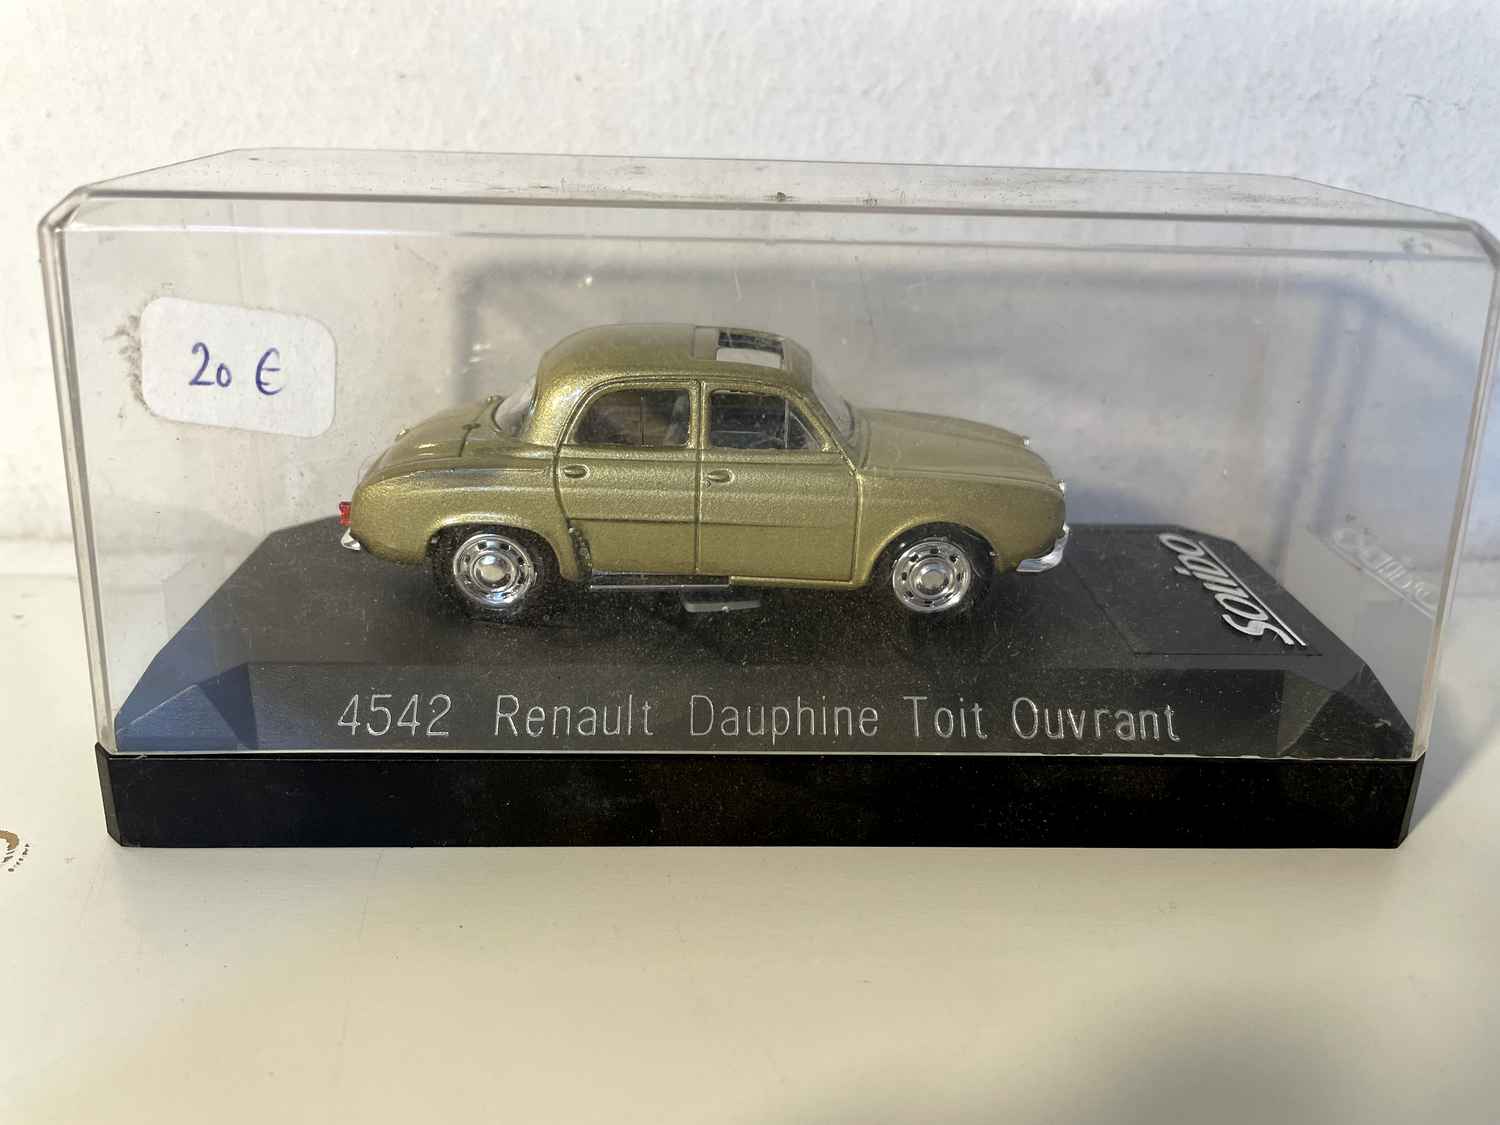 20 €
Solido
4542 Renault Dauphine Toit Ouvrant